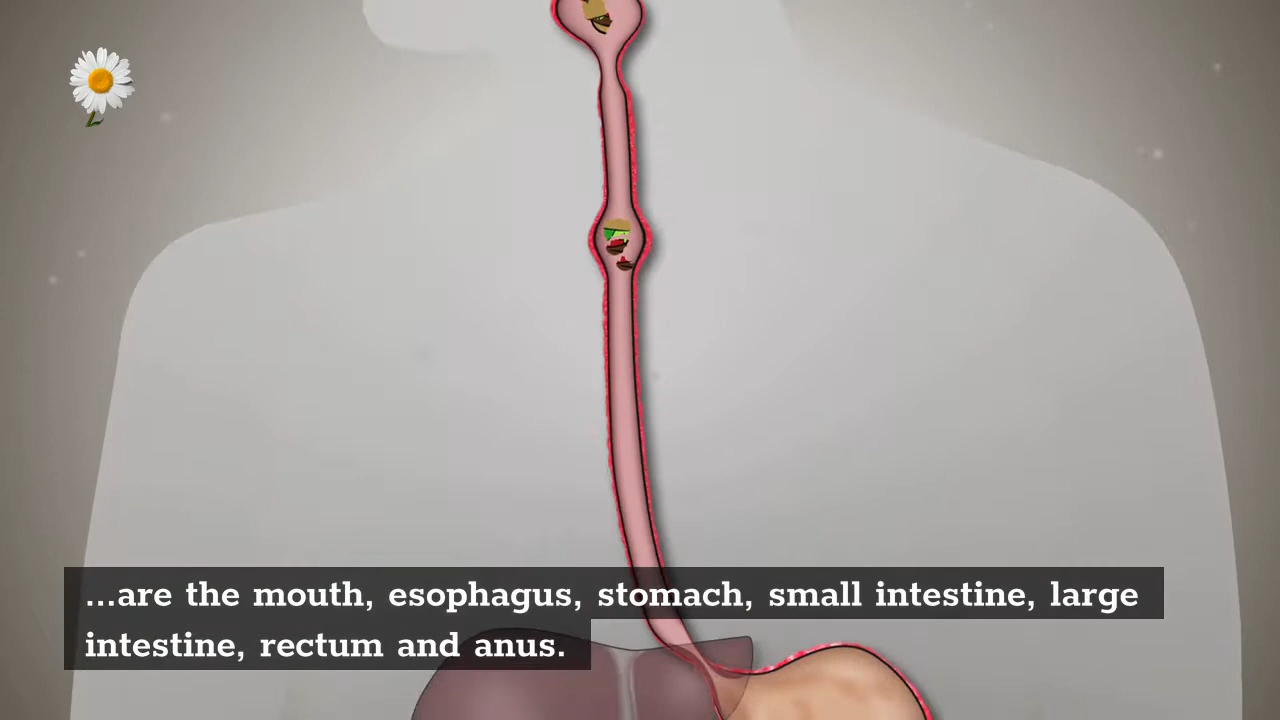 ...are the mouth, esophagus, stomach, small intestine, large
intestine, rectum and anus.